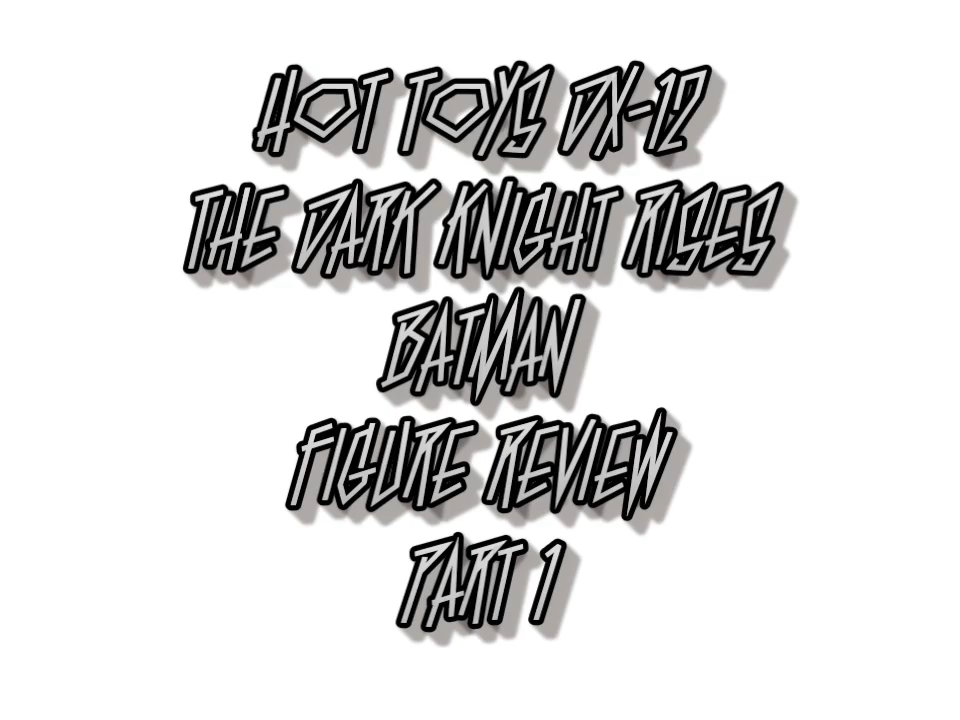 HOT TOYS DX-12
THE DARK KNIGHT RISES
BATMAN
FIGURE REVIEW
PART 1